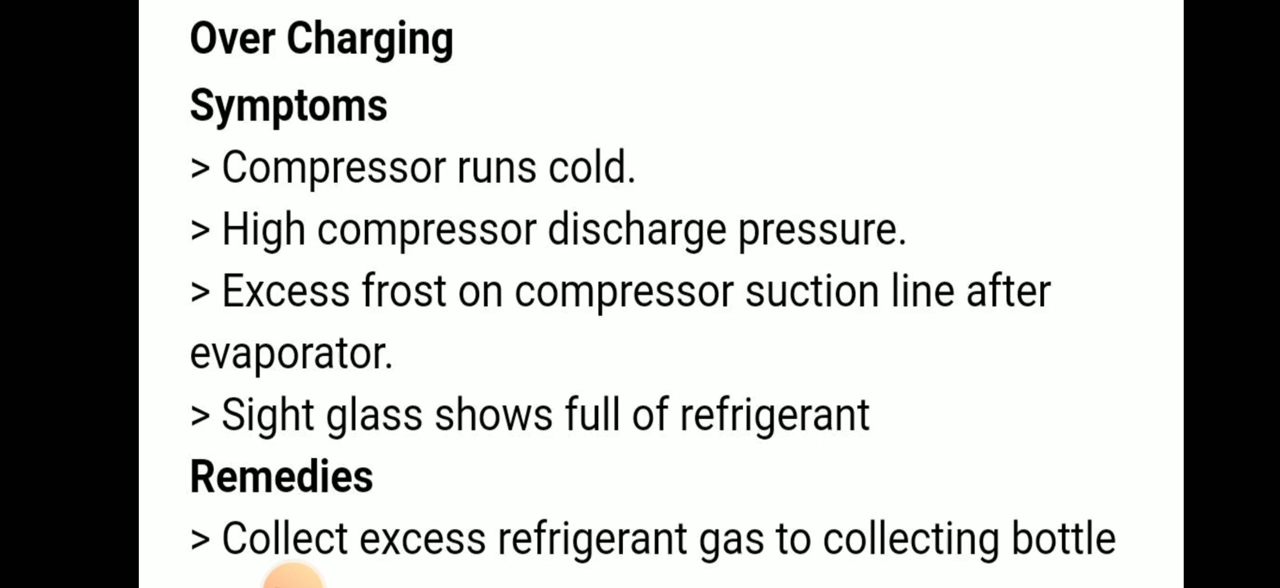 Over Charging
Symptoms
> Compressor runs cold.
> High compressor discharge pressure.
> Excess frost on compressor suction line after
evaporator.
> Sight glass shows full of refrigerant
Remedies
> Collect excess refrigerant gas to collecting bottle